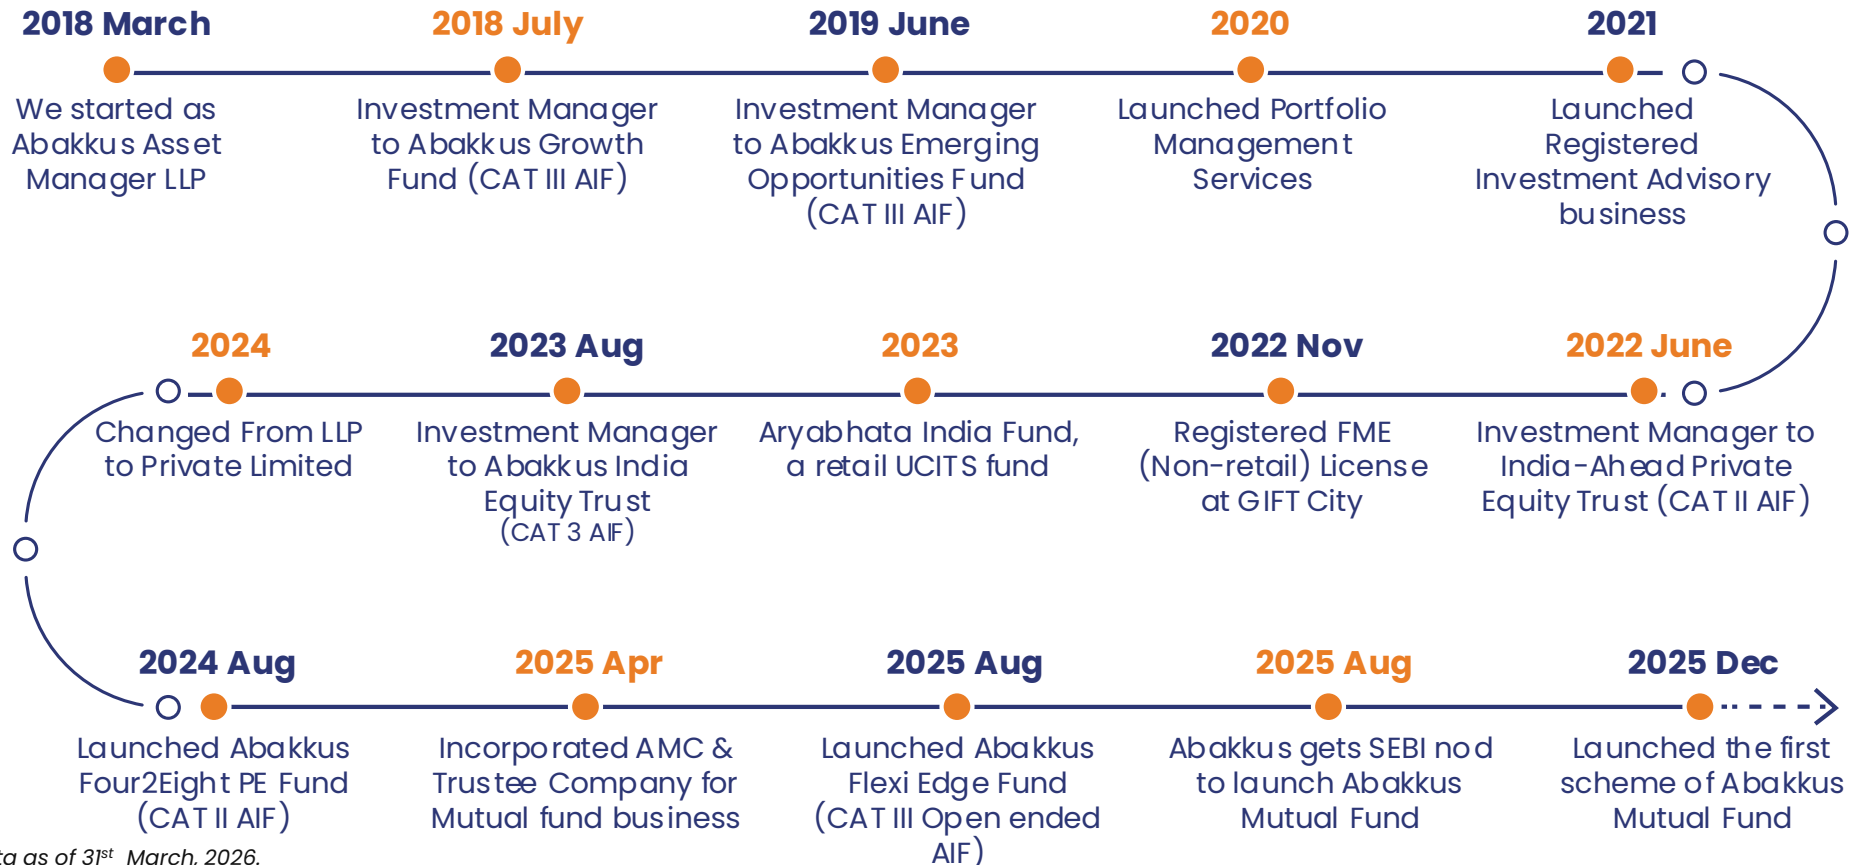 2018 March
We started as
Abakkus Asset
Manager LLP
2018 July
Investment Manager
to Abakkus Growth
Fund (CAT III AIF)
2019 June
Investment Manager
to Abakkus Emerging
Opportunities Fund
(CAT III AIF)
2020
Launched Portfolio
Management
Services
2021
Launched
Registered
Investment Advisory
business
2022 June
Investment Manager to
India-Ahead Private
Equity Trust (CAT II AIF)
2022 Nov
Registered FME
(Non-retail) License
at GIFT City
2023
Aryabhata India Fund,
a retail UCITS fund
2023 Aug
Investment Manager
to Abakkus India
Equity Trust
(CAT 3 AIF)
2024
Changed From LLP
to Private Limited
2024 Aug
Launched Abakkus
Four2Eight PE Fund
(CAT II AIF)
2025 Apr
Incorporated AMC &
Trustee Company for
Mutual fund business
2025 Aug
Launched Abakkus
Flexi Edge Fund
(CAT III Open ended
AIF)
2025 Aug
Abakkus gets SEBI nod
to launch Abakkus
Mutual Fund
2025 Dec
Launched the first
scheme of Abakkus
Mutual Fund
as of 31st March, 2026.